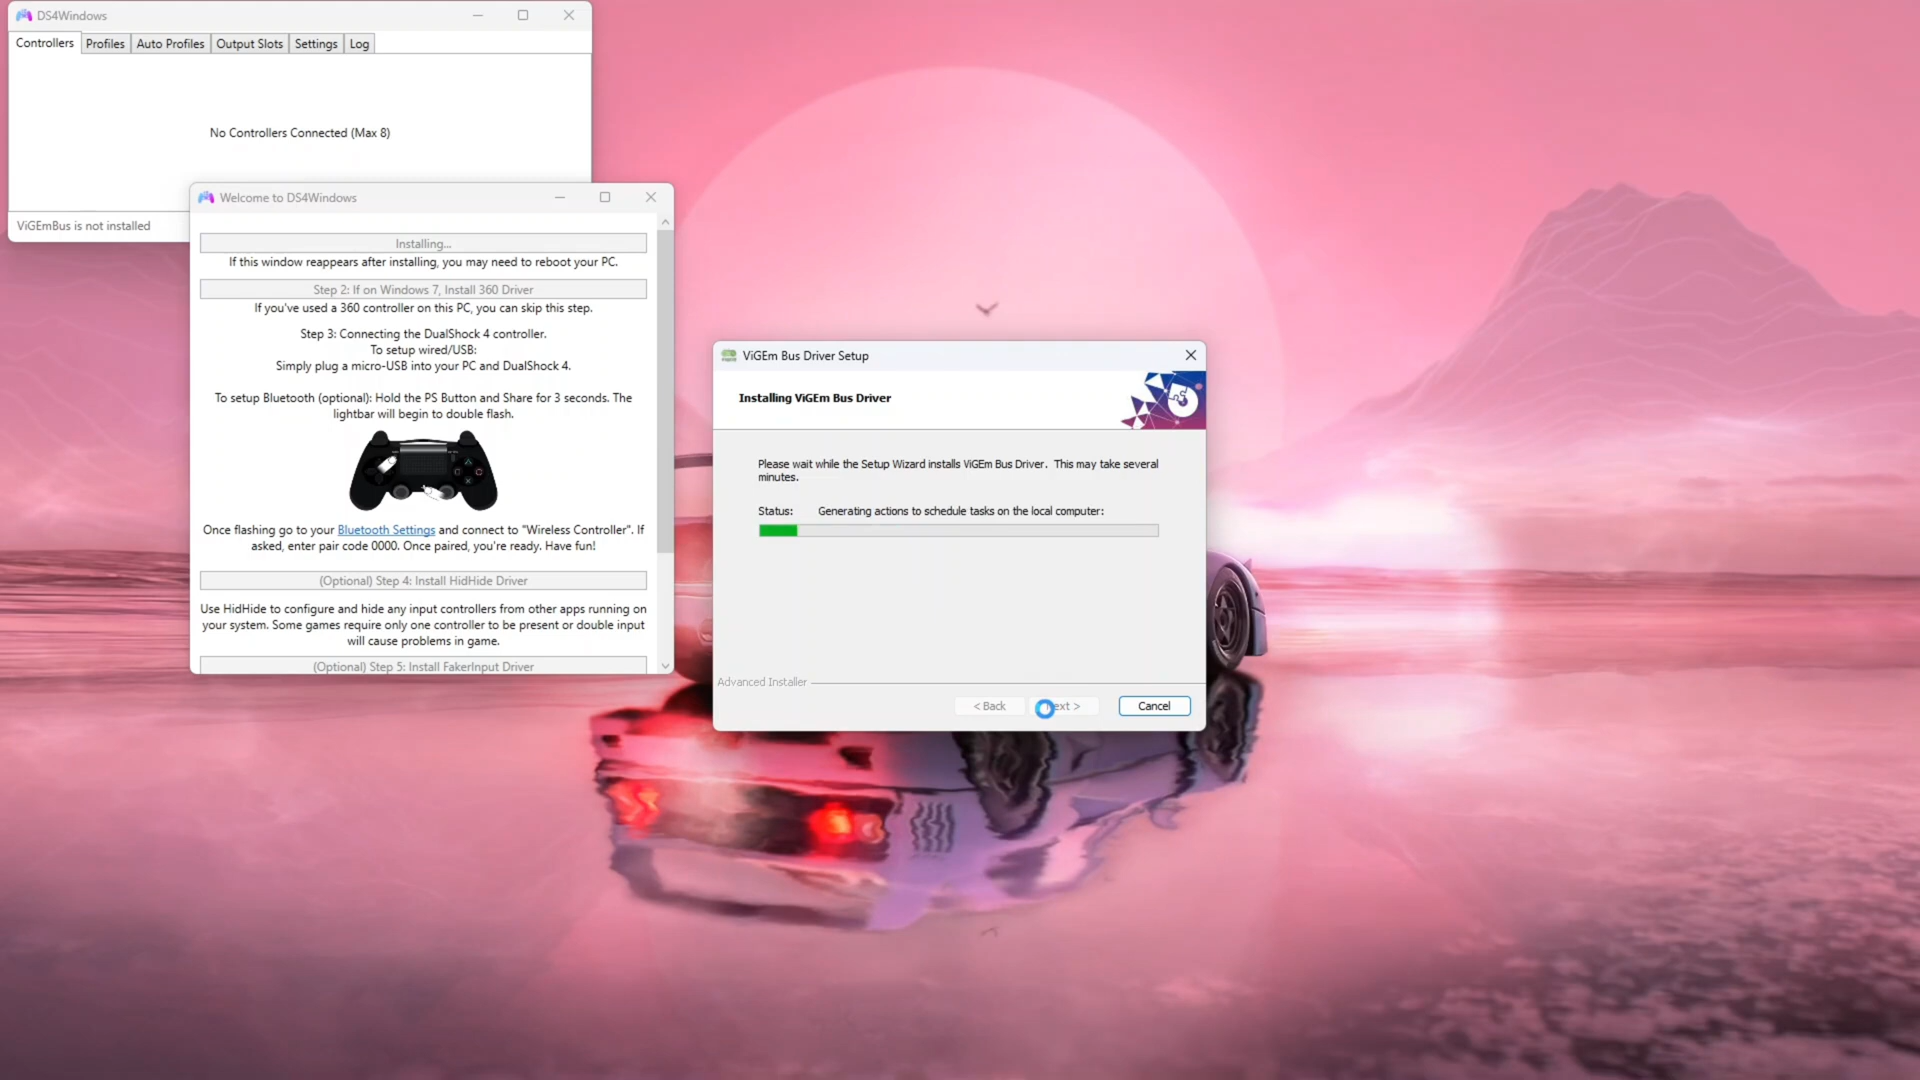 DS4Windows
Controllers Profiles Auto Profiles Output Slots Settings Log
No Controllers Connected (Max 8)
ViGEmBus is not installed
Welcome to DS4Windows
Installing...
If this window reappears after installing, you may need to reboot your PC.
Step 2: If on Windows 7, Install 360 Driver
If you've used a 360 controller on this PC, you can skip this step.
Step 3: Connecting the DualShock 4 controller.
To setup wired/USB:
Simply plug a micro-USB into your PC and DualShock 4.
To setup Bluetooth (optional): Hold the PS Button and Share for 3 seconds. The
lightbar will begin to double flash.
Once flashing go to your Bluetooth Settings and connect to "Wireless Controller". If
asked, enter pair code 0000. Once paired, you're ready. Have fun!
(Optional) Step 4: Install HidHide Driver
Use HidHide to configure and hide any input controllers from other apps running on
your system. Some games require only one controller to be present or double input
will cause problems in game.
(Optional) Step 5: Install FakerInput Driver
ViGEm Bus Driver Setup
Installing ViGEm Bus Driver
Please wait while the Setup Wizard installs ViGEm Bus Driver. This may take several
minutes.
Status: Generating actions to schedule tasks on the local computer:
Advanced Installer
< Back
ext >
Cancel